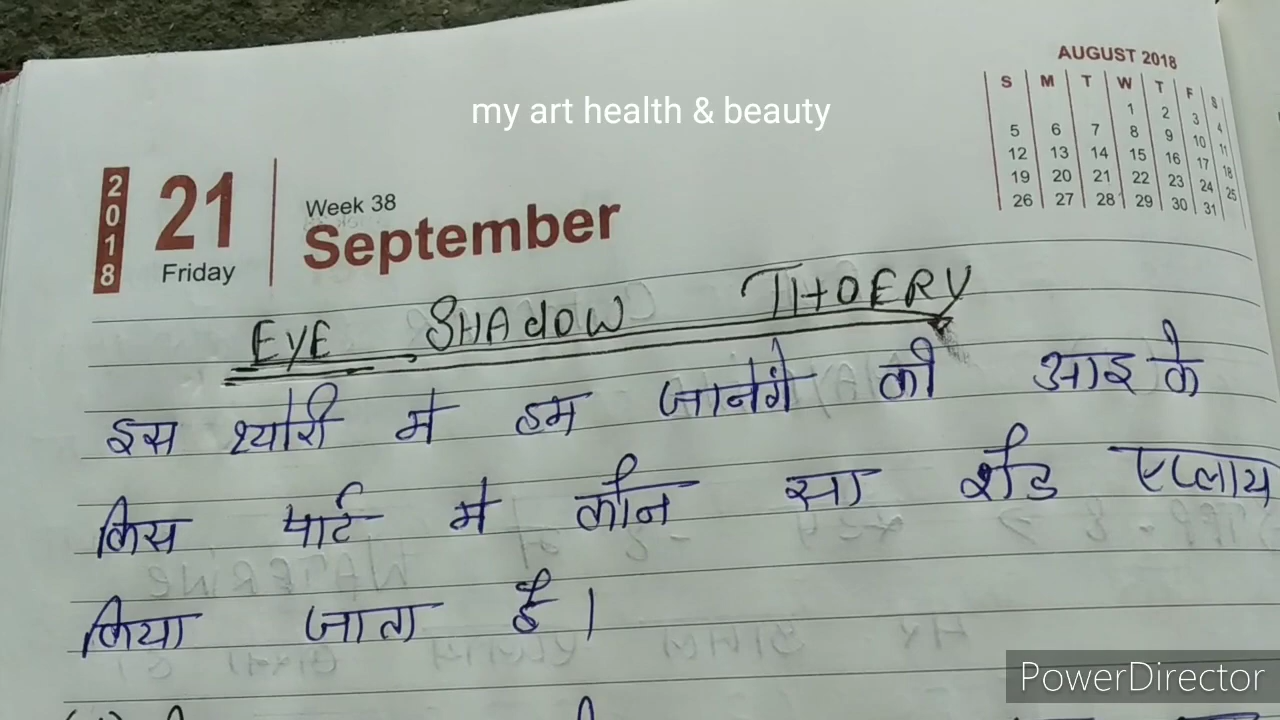 my art health & beauty
AUGUST 2018
S M T W T F S
1 2 3 4
5 6 7 8 9 10 11
12 13 14 15 16 17 18
19 20 21 22 23 24 25
26 27 28 29 30 31
2018
21
Friday
Week 38
September
EYE SHAdOW THOERY
इस थ्योरी में हम जानेगें की आइ के
किस पार्ट में कौन सा शैड एप्लाय
किया जाता है।
PowerDirector